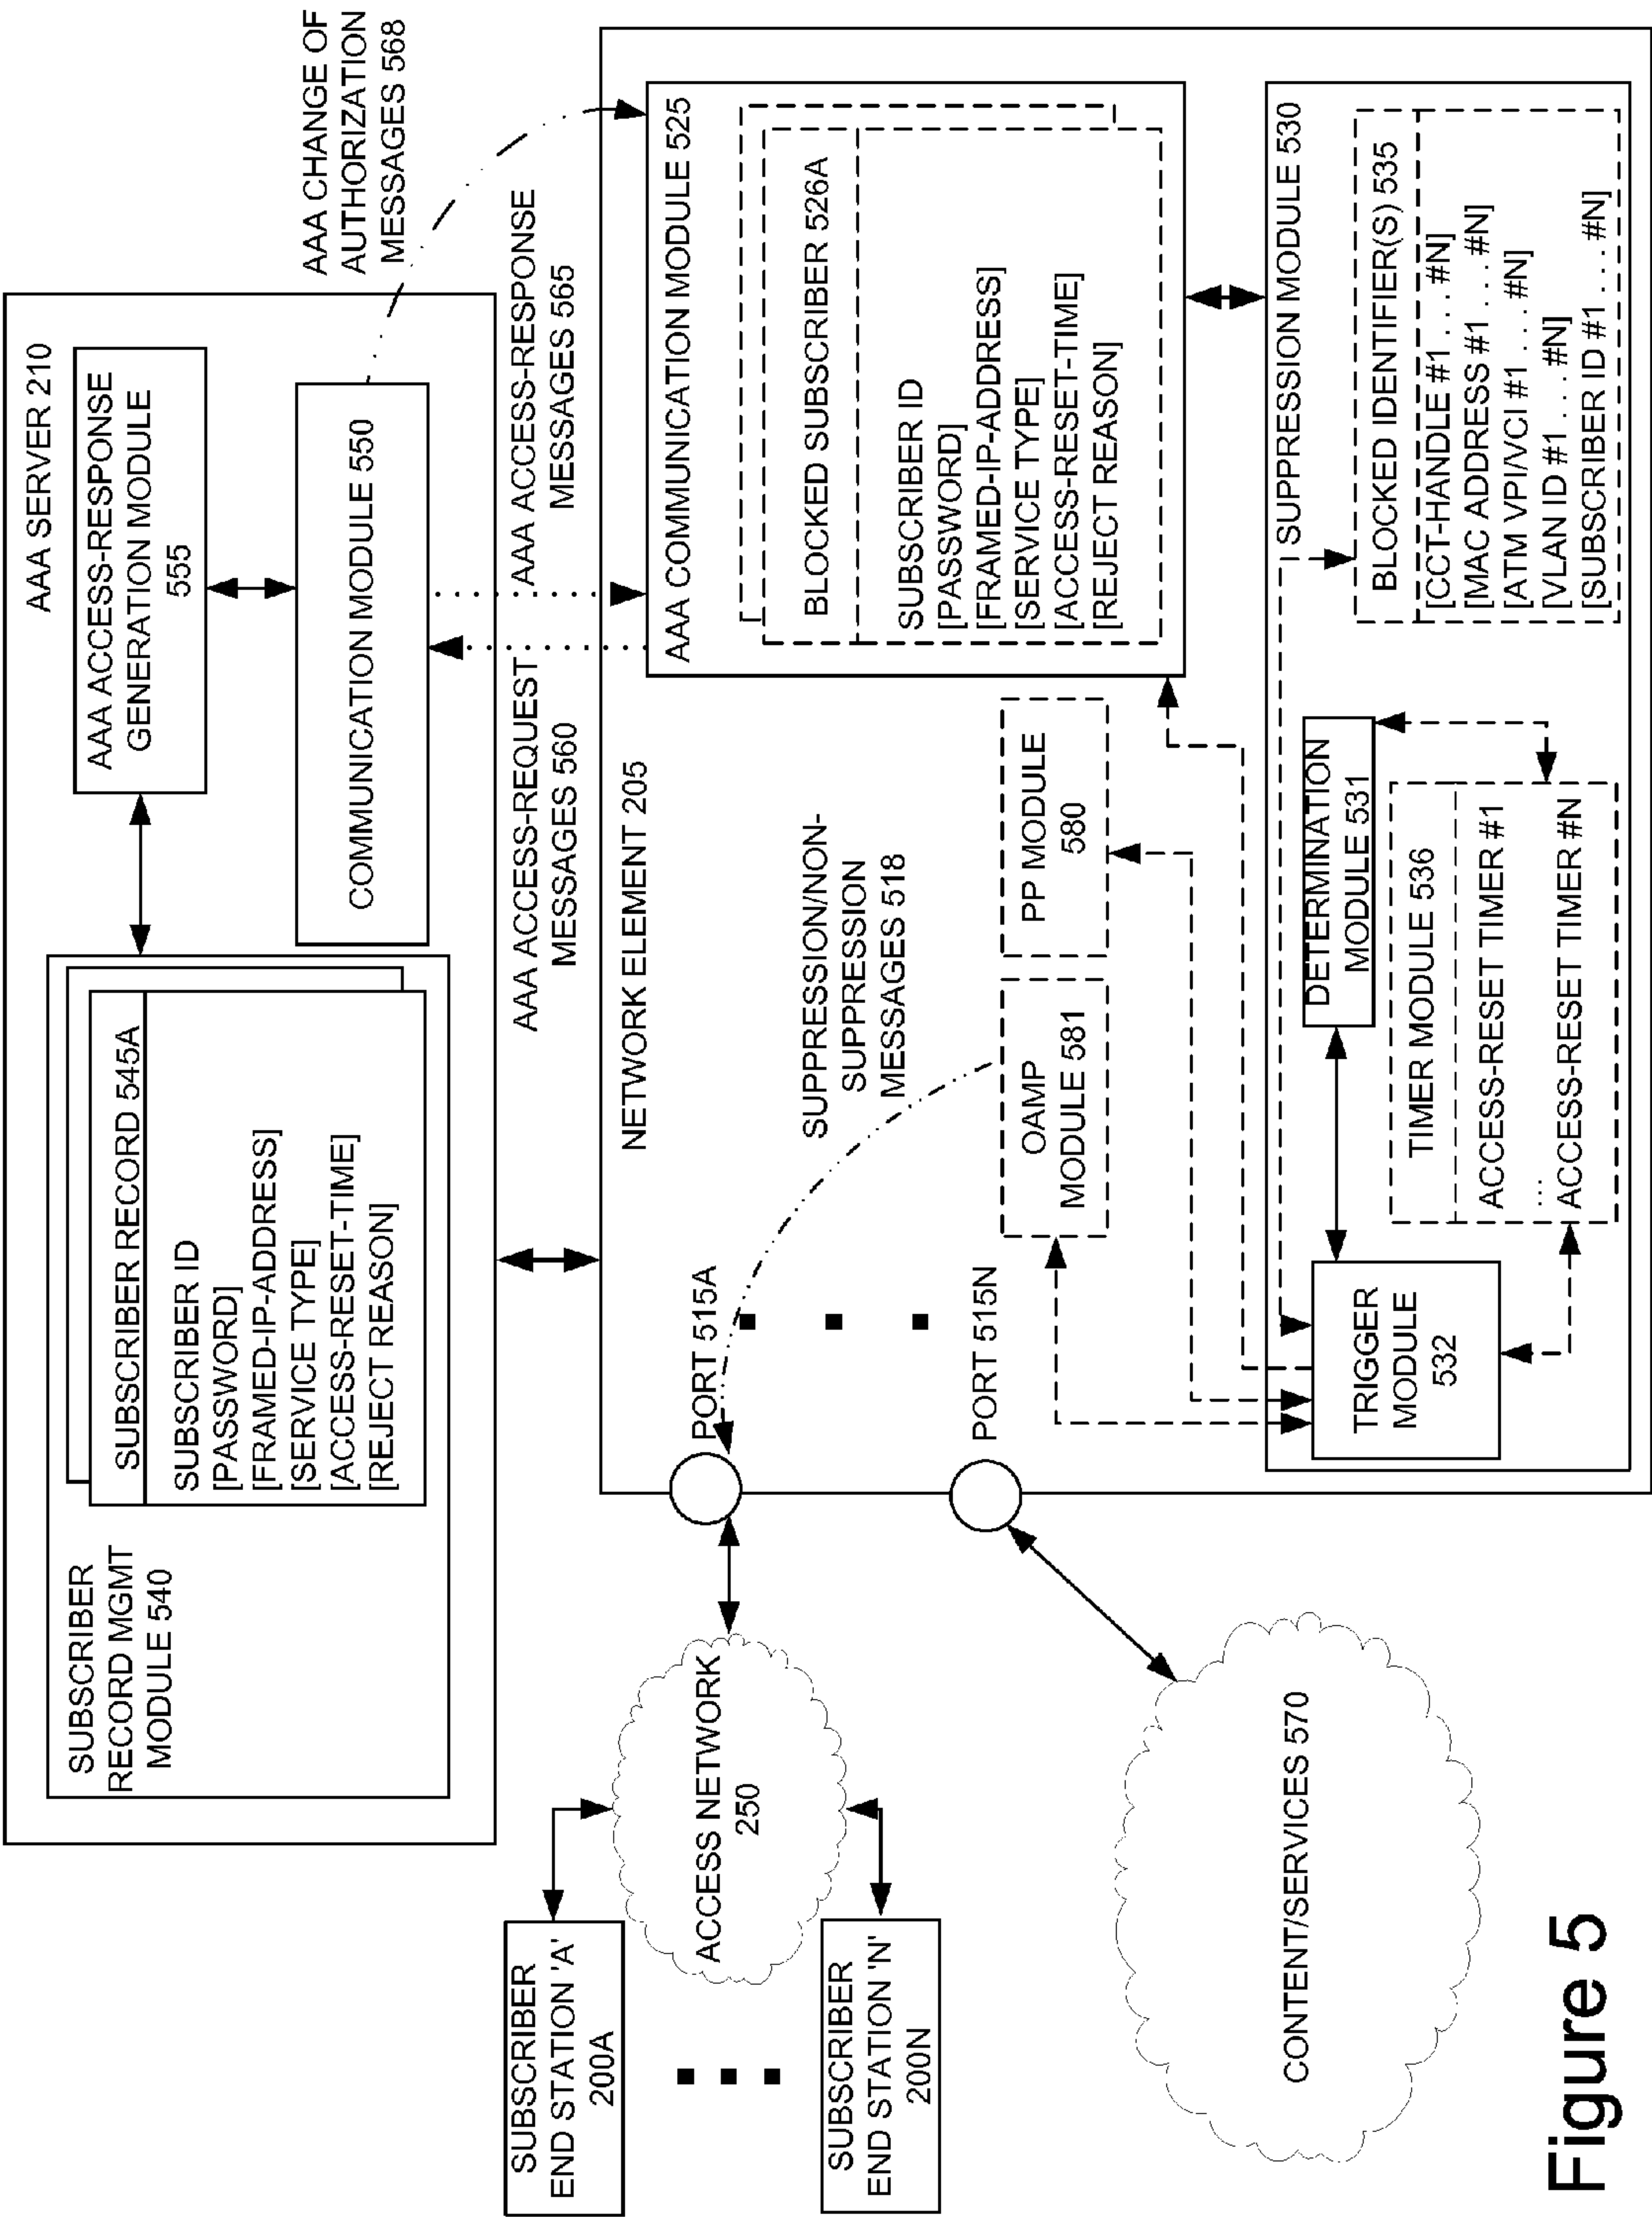 AAA SERVER 210
SUBSCRIBER
RECORD MGMT
MODULE 540
SUBSCRIBER RECORD 545A
SUBSCRIBER ID
[PASSWORD]
[FRAMED-IP-ADDRESS]
[SERVICE TYPE]
[ACCESS-RESET-TIME]
[REJECT REASON]
AAA ACCESS-RESPONSE
GENERATION MODULE
555
COMMUNICATION MODULE 550
AAA CHANGE OF
AUTHORIZATION
MESSAGES 568
AAA ACCESS-REQUEST
MESSAGES 560
AAA ACCESS-RESPONSE
MESSAGES 565
SUBSCRIBER
END STATION 'A'
200A
SUBSCRIBER
END STATION 'N'
200N
ACCESS NETWORK
250
CONTENT/SERVICES 570
NETWORK ELEMENT 205
PORT 515A
PORT 515N
SUPPRESSION/NON-
SUPPRESSION
MESSAGES 518
OAMP
MODULE 581
PP MODULE
580
AAA COMMUNICATION MODULE 525
BLOCKED SUBSCRIBER 526A
SUBSCRIBER ID
[PASSWORD]
[FRAMED-IP-ADDRESS]
[SERVICE TYPE]
[ACCESS-RESET-TIME]
[REJECT REASON]
SUPPRESSION MODULE 530
TRIGGER
MODULE
532
DETERMINATION
MODULE 531
TIMER MODULE 536
ACCESS-RESET TIMER #1
...
ACCESS-RESET TIMER #N
BLOCKED IDENTIFIER(S) 535
[CCT-HANDLE #1 . . . #N]
[MAC ADDRESS #1 . . . #N]
[ATM VPI/VCI #1 . . . #N]
[VLAN ID #1 . . . #N]
[SUBSCRIBER ID #1 . . . #N]
Figure 5